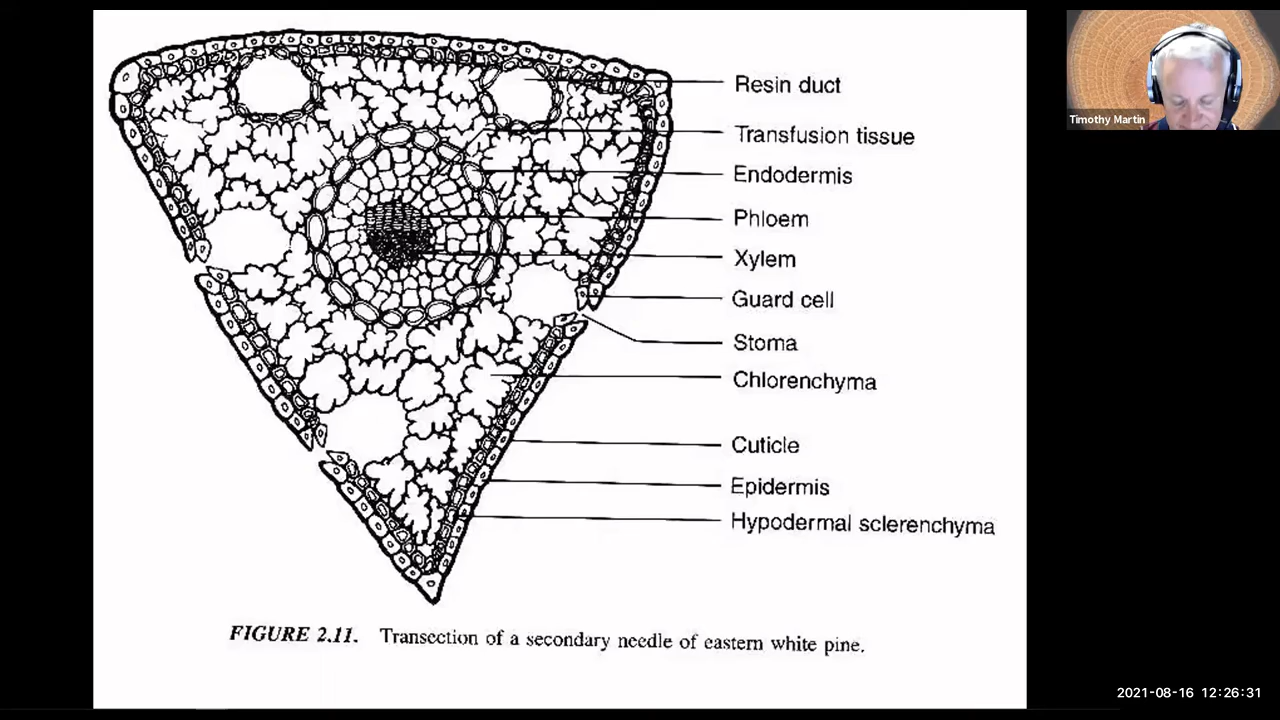 Resin duct
Transfusion tissue
Endodermis
Phloem
Xylem
Guard cell
Stoma
Chlorenchyma
Cuticle
Epidermis
Hypodermal sclerenchyma
FIGURE 2.11. Transection of a secondary needle of eastern white pine.
Timothy Martin
2021-08-16 12:26:31